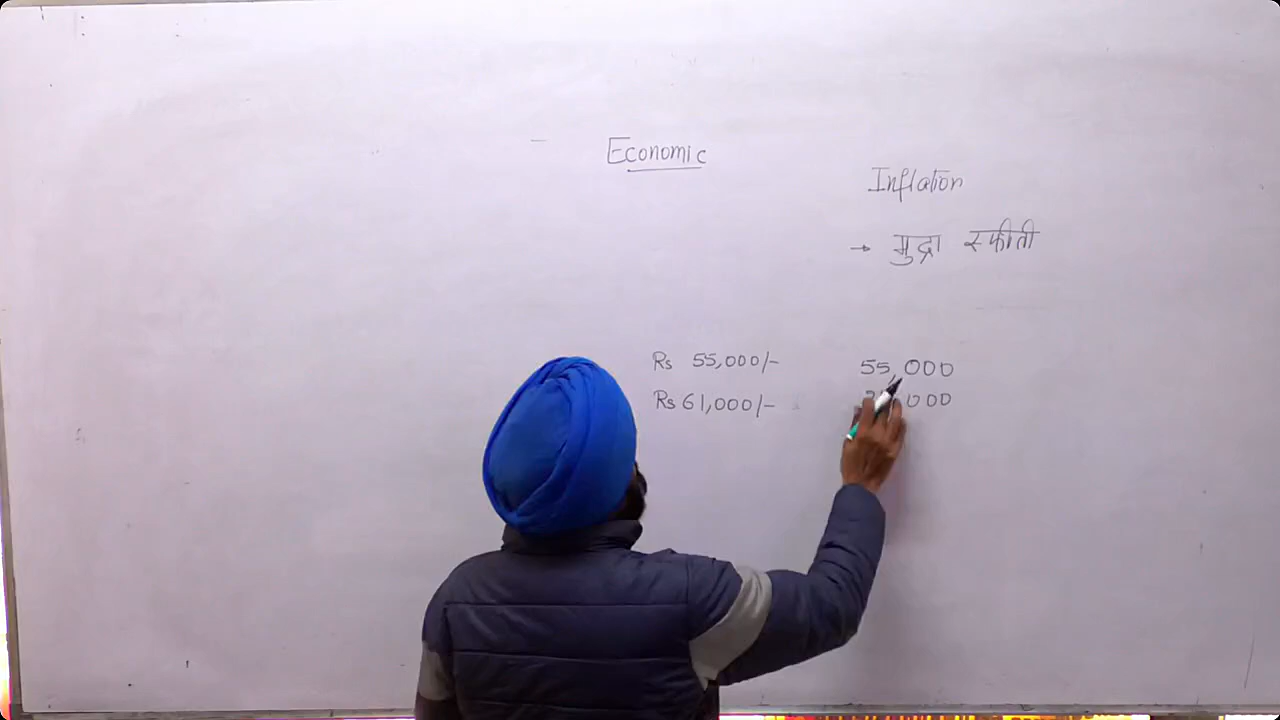 Economic
Inflation
→ मुद्रा स्फीती
Rs 55,000/- 55,000
Rs 61,000/-